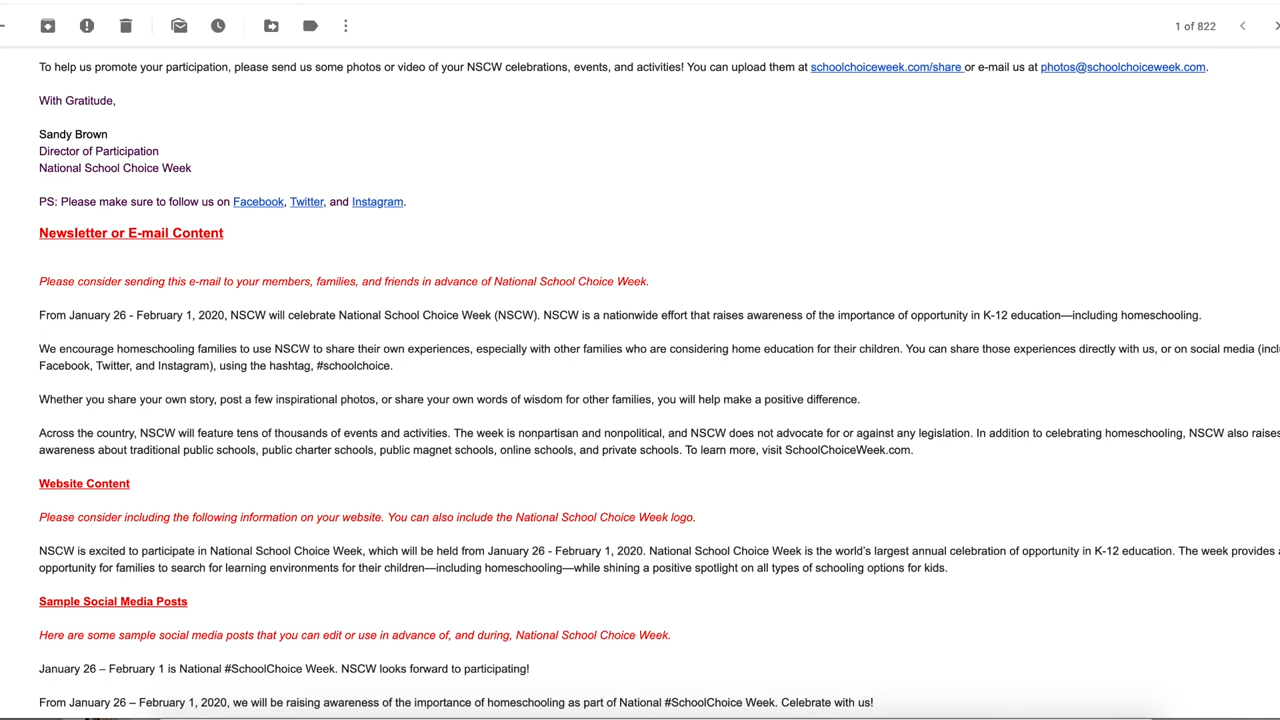 1 of 822
To help us promote your participation, please send us some photos or video of your NSCW celebrations, events, and activities! You can upload them at schoolchoiceweek.com/share or e-mail us at photos@schoolchoiceweek.com.
With Gratitude,
Sandy Brown
Director of Participation
National School Choice Week
PS: Please make sure to follow us on Facebook, Twitter, and Instagram.
Newsletter or E-mail Content
Please consider sending this e-mail to your members, families, and friends in advance of National School Choice Week.
From January 26 - February 1, 2020, NSCW will celebrate National School Choice Week (NSCW). NSCW is a nationwide effort that raises awareness of the importance of opportunity in K-12 education—including homeschooling.
We encourage homeschooling families to use NSCW to share their own experiences, especially with other families who are considering home education for their children. You can share those experiences directly with us, or on social media
Facebook, Twitter, and Instagram), using the hashtag, #schoolchoice.
Whether you share your own story, post a few inspirational photos, or share your own words of wisdom for other families, you will help make a positive difference.
Across the country, NSCW will feature tens of thousands of events and activities. The week is nonpartisan and nonpolitical, and NSCW does not advocate for or against any legislation. In addition to celebrating homeschooling, NSCW also raises
awareness about traditional public schools, public charter schools, public magnet schools, online schools, and private schools. To learn more, visit SchoolChoiceWeek.com.
Website Content
Please consider including the following information on your website. You can also include the National School Choice Week logo.
NSCW is excited to participate in National School Choice Week, which will be held from January 26 - February 1, 2020. National School Choice Week is the world's largest annual celebration of opportunity in K-12 education. The week provides
opportunity for families to search for learning environments for their children—including homeschooling—while shining a positive spotlight on all types of schooling options for kids.
Sample Social Media Posts
Here are some sample social media posts that you can edit or use in advance of, and during, National School Choice Week.
January 26 – February 1 is National #SchoolChoice Week. NSCW looks forward to participating!
From January 26 – February 1, 2020, we will be raising awareness of the importance of homeschooling as part of National #SchoolChoice Week. Celebrate with us!